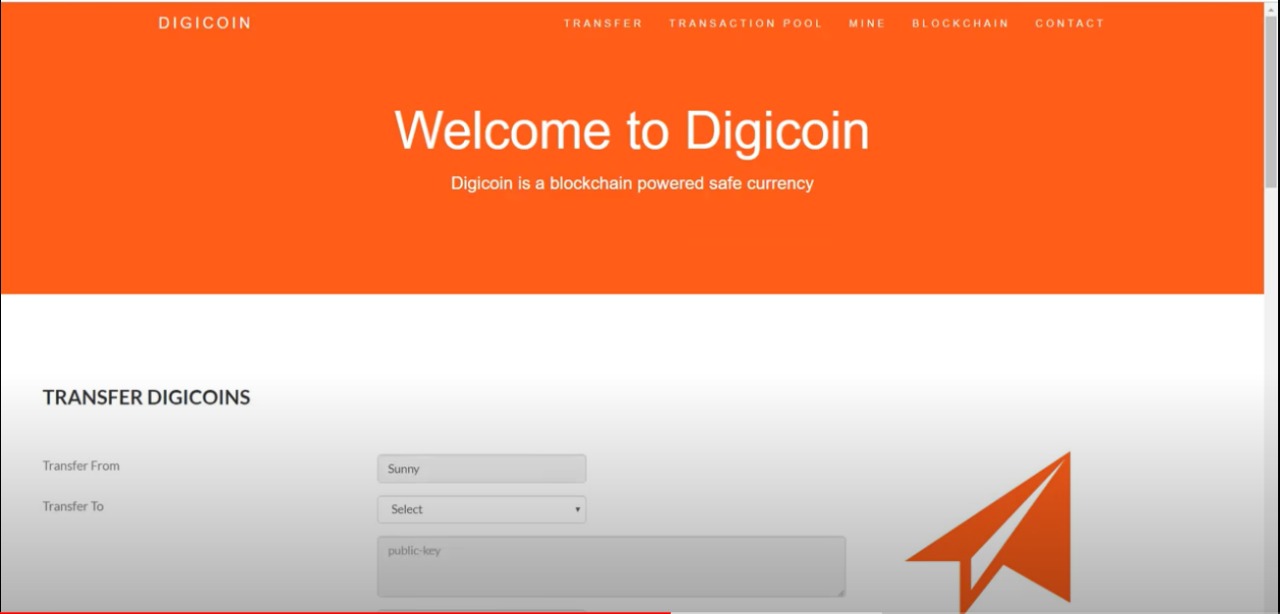 DIGICOIN TRANSFER TRANSACTION POOL MINE BLOCKCHAIN CONTACT
Welcome to Digicoin
Digicoin is a blockchain powered safe currency
TRANSFER DIGICOINS
Transfer From Sunny
Transfer To Select
public-key